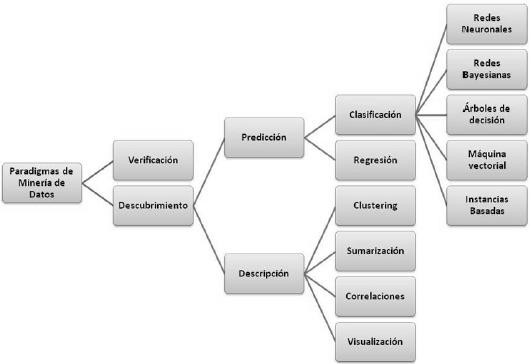 Paradigmas de
Minería de
Datos
Verificación
Descubrimiento
Predicción
Descripción
Clasificación
Regresión
Clustering
Sumarización
Correlaciones
Visualización
Redes
Neuronales
Redes
Bayesianas
Árboles de
decisión
Máquina
vectorial
Instancias
Basadas